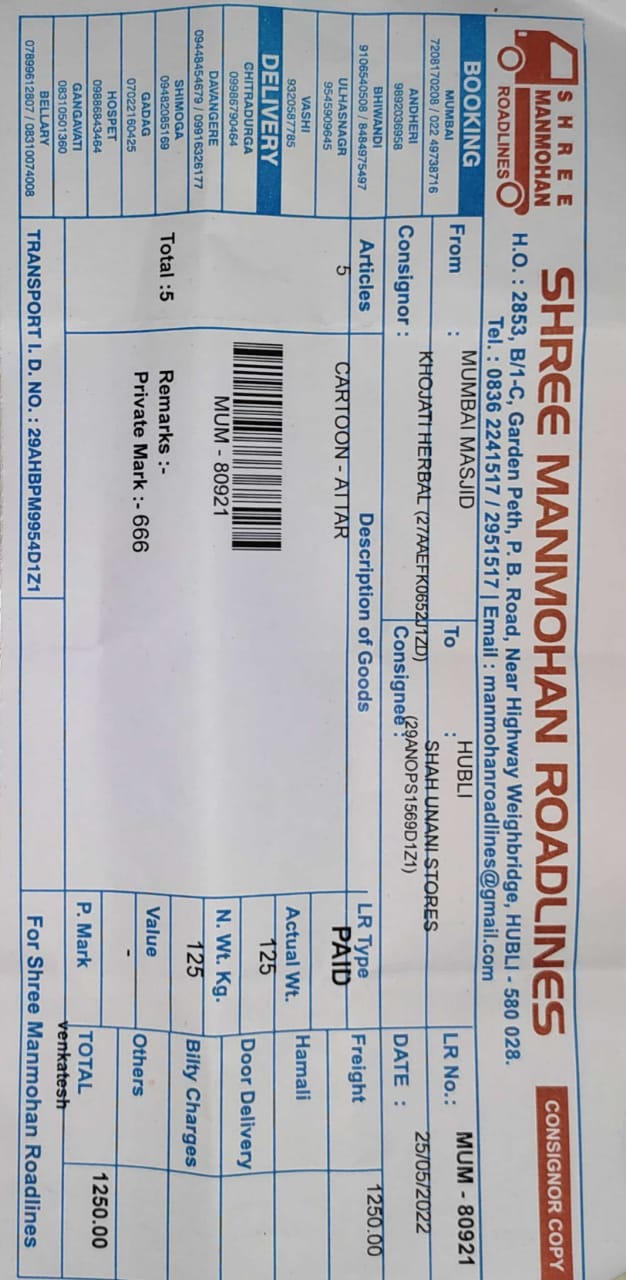 SHREE
MANMOHAN
ROADLINES
SHREE MANMOHAN ROADLINES
CONSIGNOR COPY
H.O. : 2853, B/1-C, Garden Peth, P. B. Road, Near Highway Weighbridge, HUBLI - 580 028.
Tel. : 0836 2241517 / 2951517 | Email : manmohanroadlines@gmail.com
BOOKING
MUMBAI
7208170208 / 022 49738716
ANDHERI
9892036958
BHIWANDI
9106540508 / 8484975497
ULHASNAGR
9545909645
VASHI
9320587785
DELIVERY
CHITRADURGA
09986790484
DAVANGERE
09448454679 / 09916326177
SHIMOGA
09482085169
GADAG
07022160425
HOSPET
09886843464
GANGAVATI
08310501360
BELLARY
07899612807 / 08310074008
From : MUMBAI MASJID
To : HUBLI
LR No.: MUM - 80921
Consignor : KHOJATI HERBAL (27AAEFK0652J1ZD)
Consignee : SHAH UNANI STORES
(29ANOPS1569D1Z1)
DATE : 25/05/2022
Articles Description of Goods LR Type Freight 1250.00
5 CARTOON - ATTAR PAID
Actual Wt. Hamali
125
MUM - 80921
N. Wt. Kg. Door Delivery
125 Bilty Charges
Total :5 Remarks :-
Private Mark :- 666
Value Others
-
P. Mark TOTAL 1250.00
venkatesh
TRANSPORT I. D. NO. : 29AHBPM9954D1Z1
For Shree Manmohan Roadlines